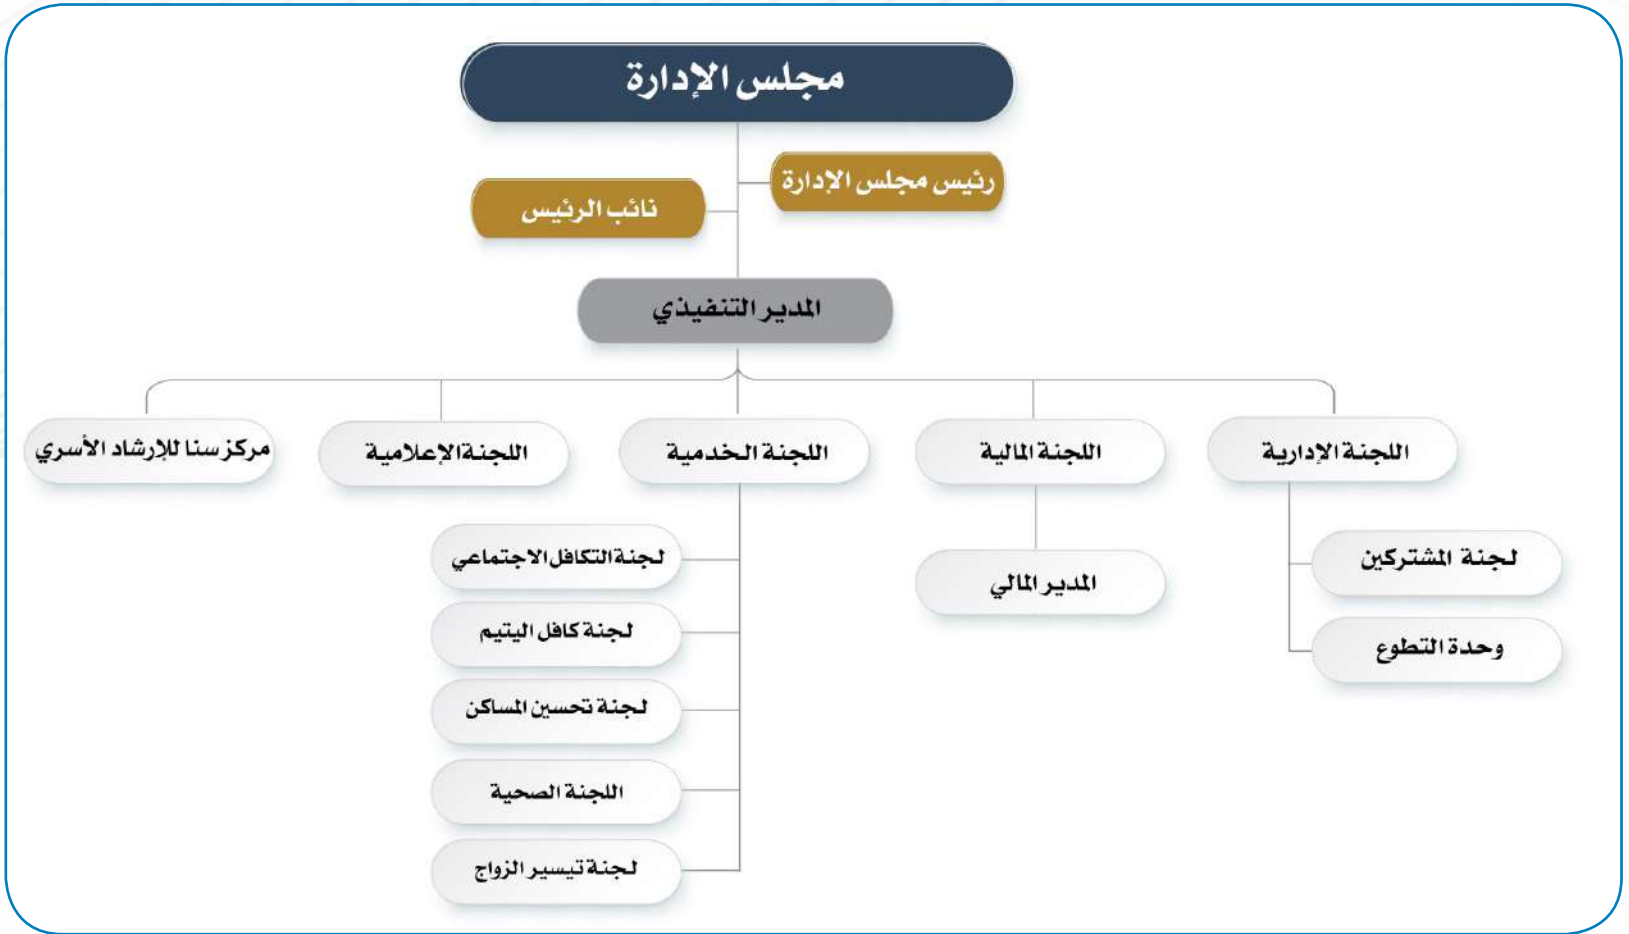 مجلس الإدارة
رئيس مجلس الإدارة
نائب الرئيس
المدير التنفيذي
اللجنة الإدارية
اللجنة المالية
اللجنة الخدمية
اللجنة الإعلامية
مركز سنا للإرشاد الأسري
لجنة المشتركين
وحدة التطوع
المدير المالي
لجنة التكافل الاجتماعي
لجنة كافل اليتيم
لجنة تحسين المساكن
اللجنة الصحية
لجنة تيسير الزواج